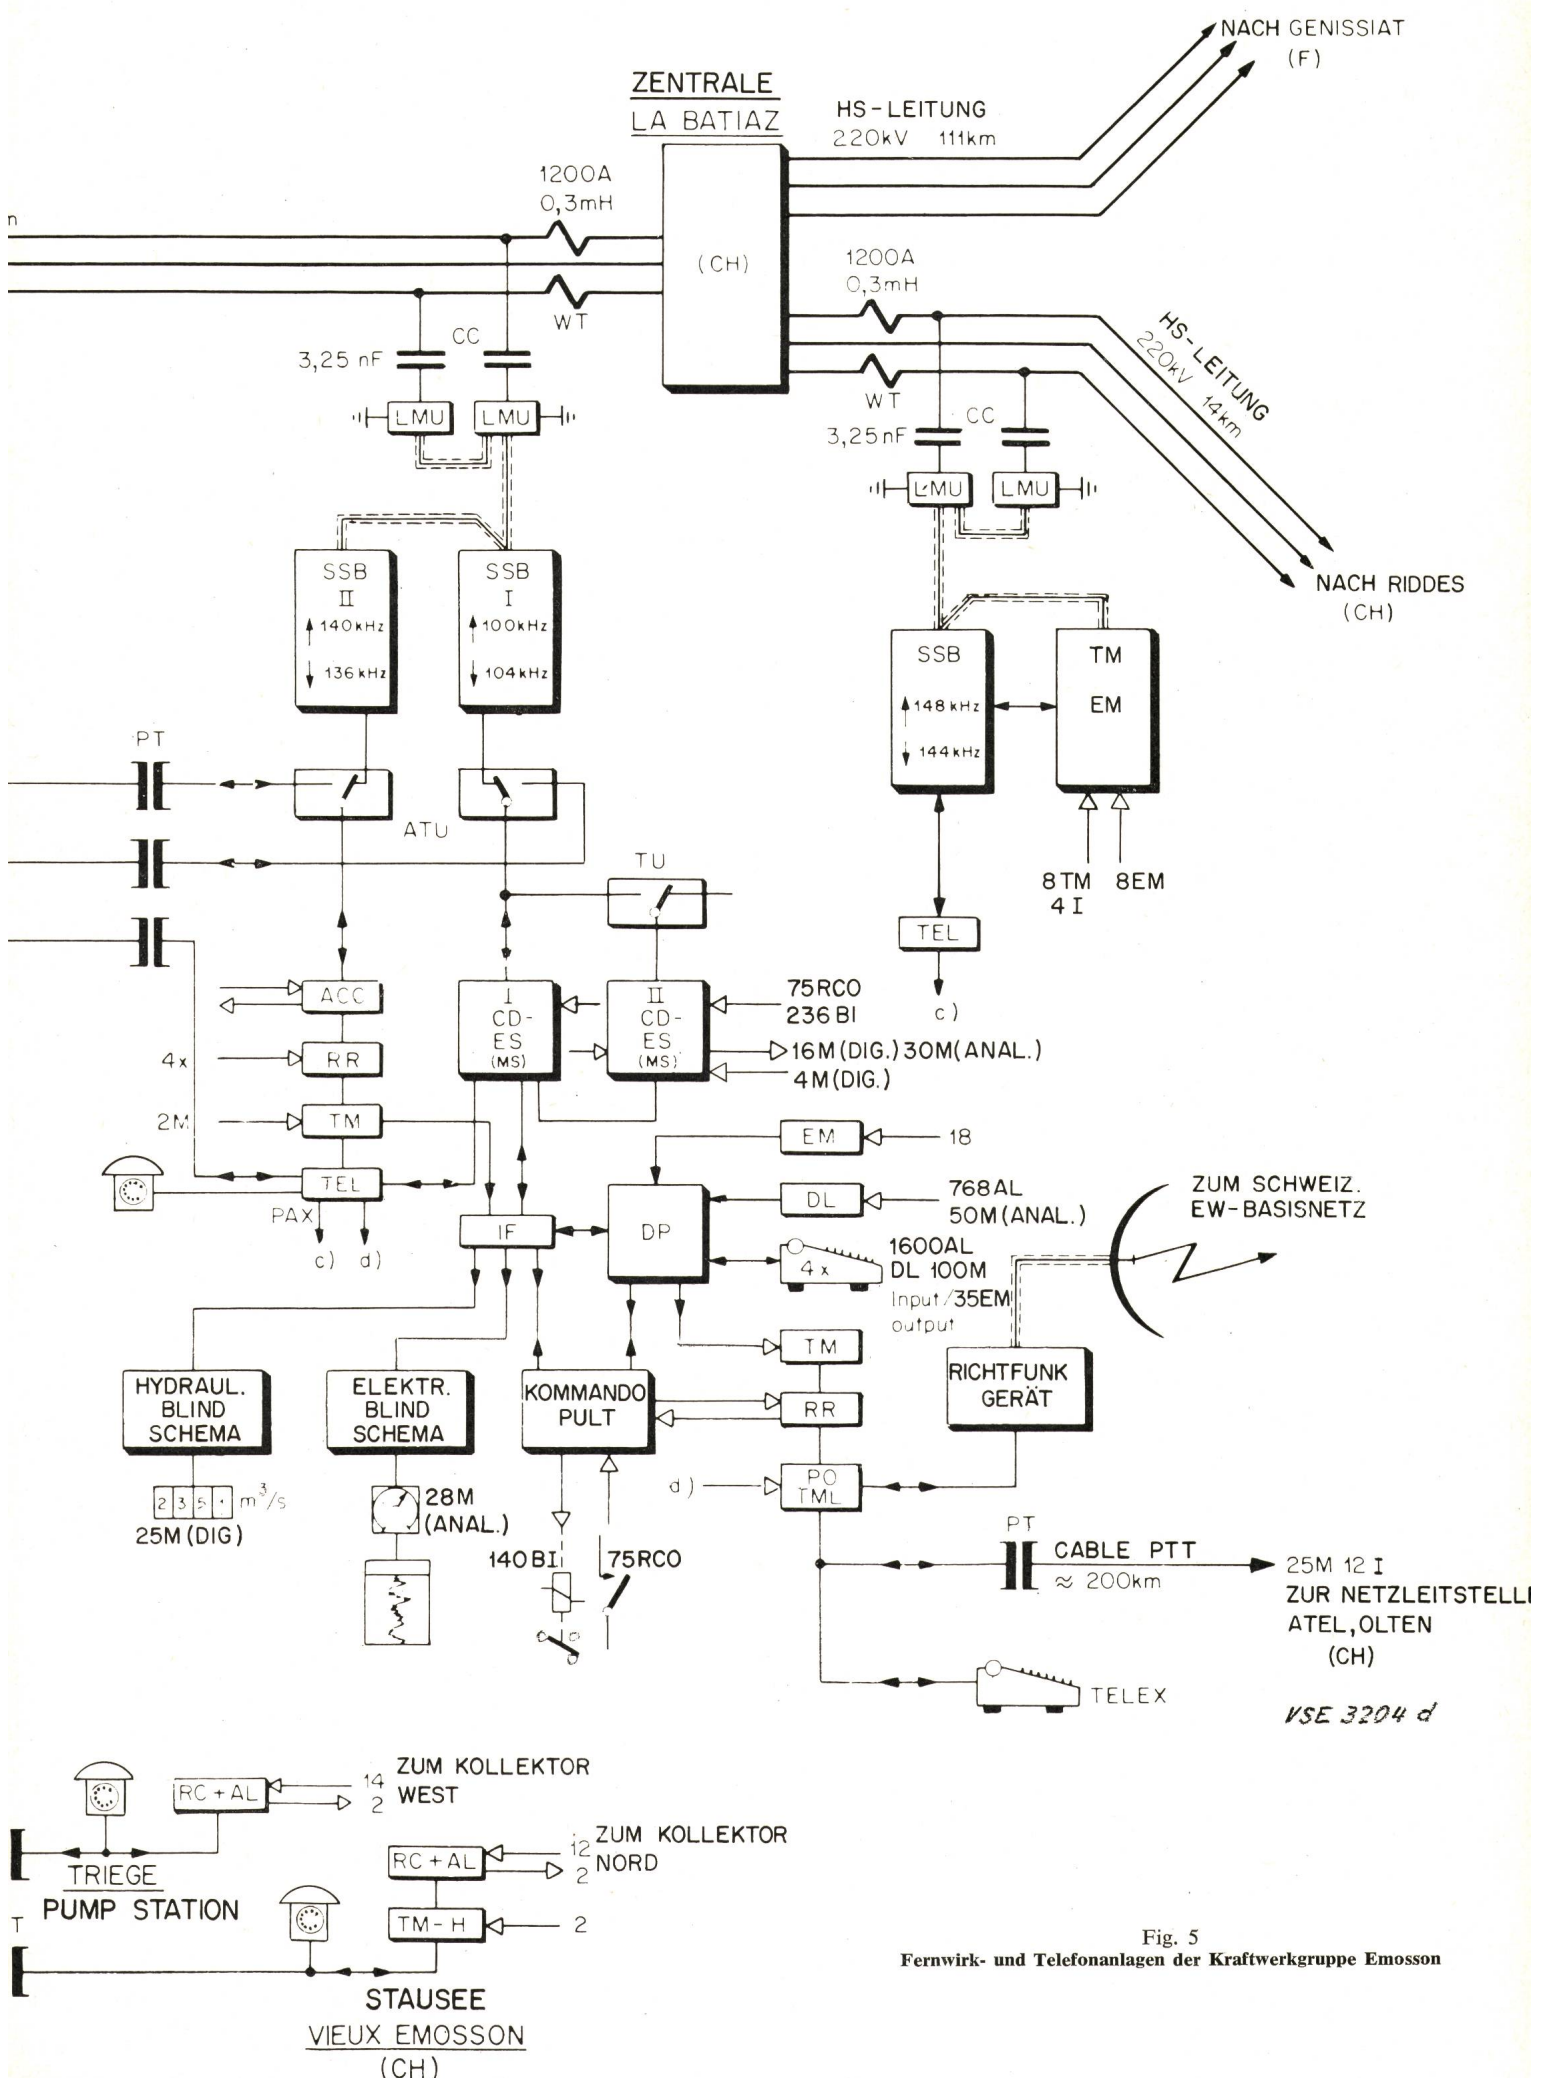 NACH GENISSIAT
(F)
ZENTRALE
LA BATIAZ
HS-LEITUNG
220kV 111km
1200A
0,3mH
n
(CH)
1200A
0,3mH
WT
CC
3,25 nF
HS-LEITUNG
220kV 14km
WT
CC
3,25nF
LMU
LMU
LMU
LMU
NACH RIDDES
(CH)
SSB
II
140kHz
136kHz
SSB
I
100kHz
104kHz
SSB
148kHz
144kHz
TM
EM
PT
ATU
TU
8TM
4 I
8EM
TEL
c)
ACC
I
CD-
ES
(MS)
II
CD-
ES
(MS)
75RCO
236BI
16M(DIG.)30M(ANAL.)
4M(DIG.)
4x
RR
2M
TM
EM
18
TEL
PAX
c)
d)
IF
DP
DL
768AL
50M(ANAL.)
4x
1600AL
DL 100M
Input/35EM
output
ZUM SCHWEIZ.
EW-BASISNETZ
TM
RR
RICHTFUNK
GERÄT
HYDRAUL.
BLIND
SCHEMA
ELEKTR.
BLIND
SCHEMA
KOMMANDO
PULT
d)
PO
TML
235 m³/s
25M(DIG)
28M
(ANAL.)
140BI
75RCO
PT
CABLE PTT
≈ 200km
25M 12 I
ZUR NETZLEITSTELL
ATEL,OLTEN
(CH)
TELEX
VSE 3204 d
RC+AL
14
2
ZUM KOLLEKTOR
WEST
TRIEGE
PUMP STATION
RC+AL
12
2
ZUM KOLLEKTOR
NORD
T
TM-H
2
STAUSEE
VIEUX EMOSSON
(CH)
Fig. 5
Fernwirk- und Telefonanlagen der Kraftwerkgruppe Emosson